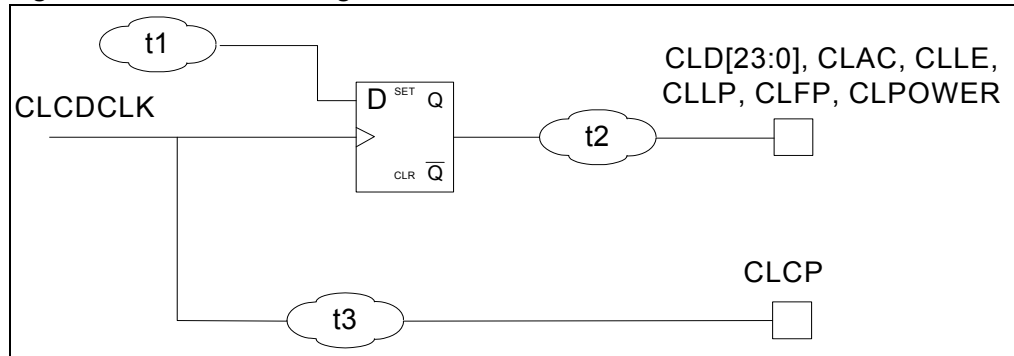 t1
CLD[23:0], CLAC, CLLE,
CLLP, CLFP, CLPOWER
CLCDCLK
D SET Q
CLR Q̅
t2
CLCP
t3